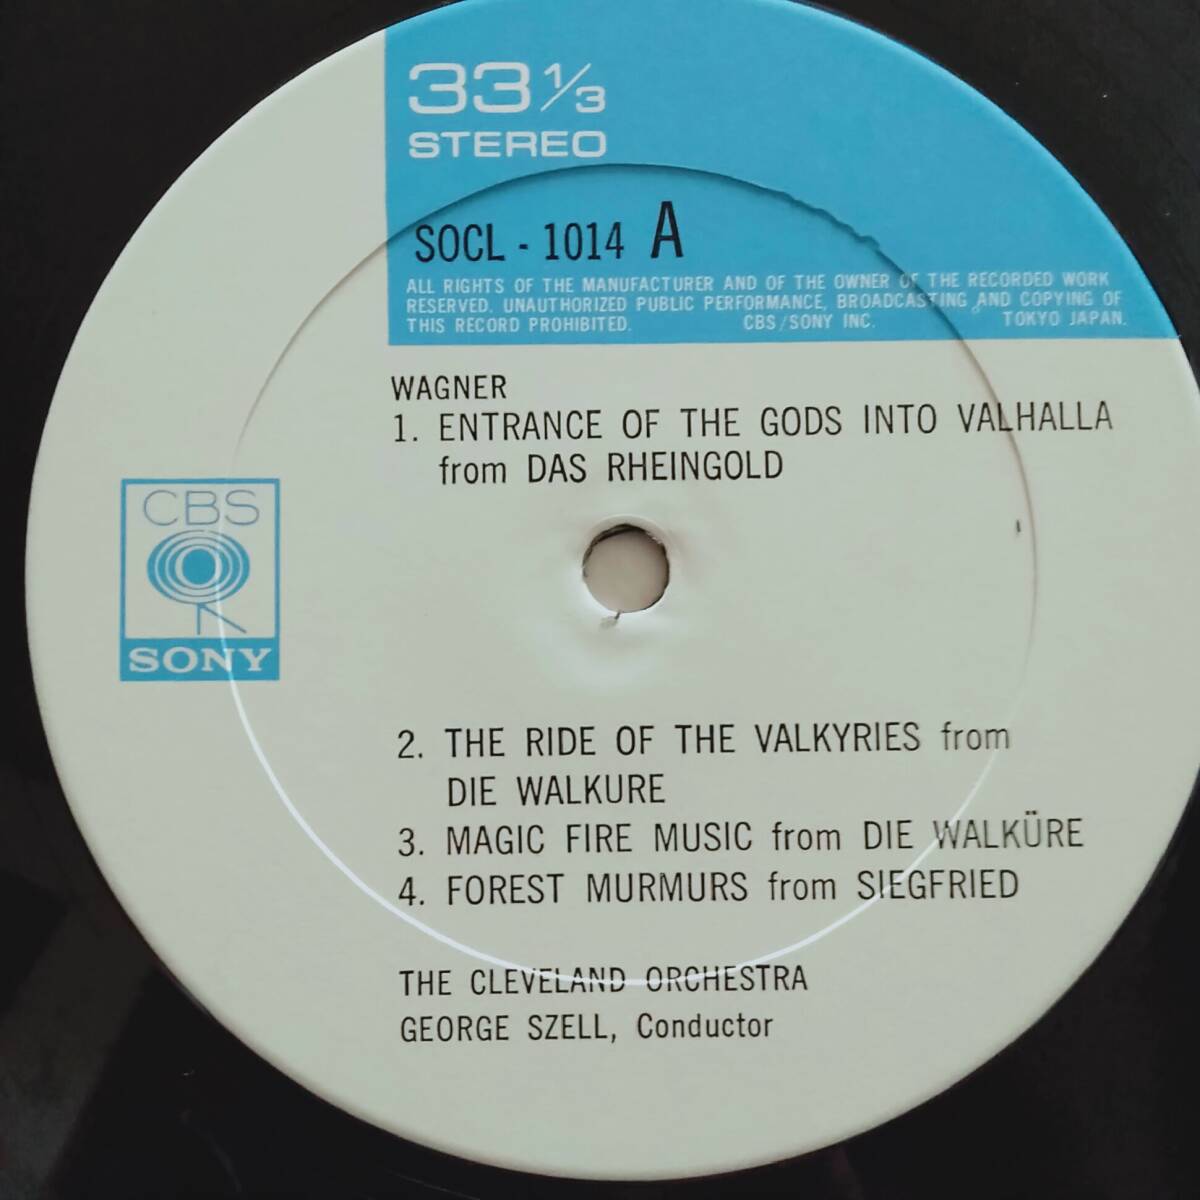 33 1/3
STEREO
SOCL - 1014 A
ALL RIGHTS OF THE MANUFACTURER AND OF THE OWNER OF THE RECORDED WORK
RESERVED. UNAUTHORIZED PUBLIC PERFORMANCE, BROADCASTING AND COPYING OF
THIS RECORD PROHIBITED. CBS/SONY INC. TOKYO JAPAN.
WAGNER
1. ENTRANCE OF THE GODS INTO VALHALLA
from DAS RHEINGOLD
CBS
SONY
2. THE RIDE OF THE VALKYRIES from
DIE WALKURE
3. MAGIC FIRE MUSIC from DIE WALKÜRE
4. FOREST MURMURS from SIEGFRIED
THE CLEVELAND ORCHESTRA
GEORGE SZELL, Conductor